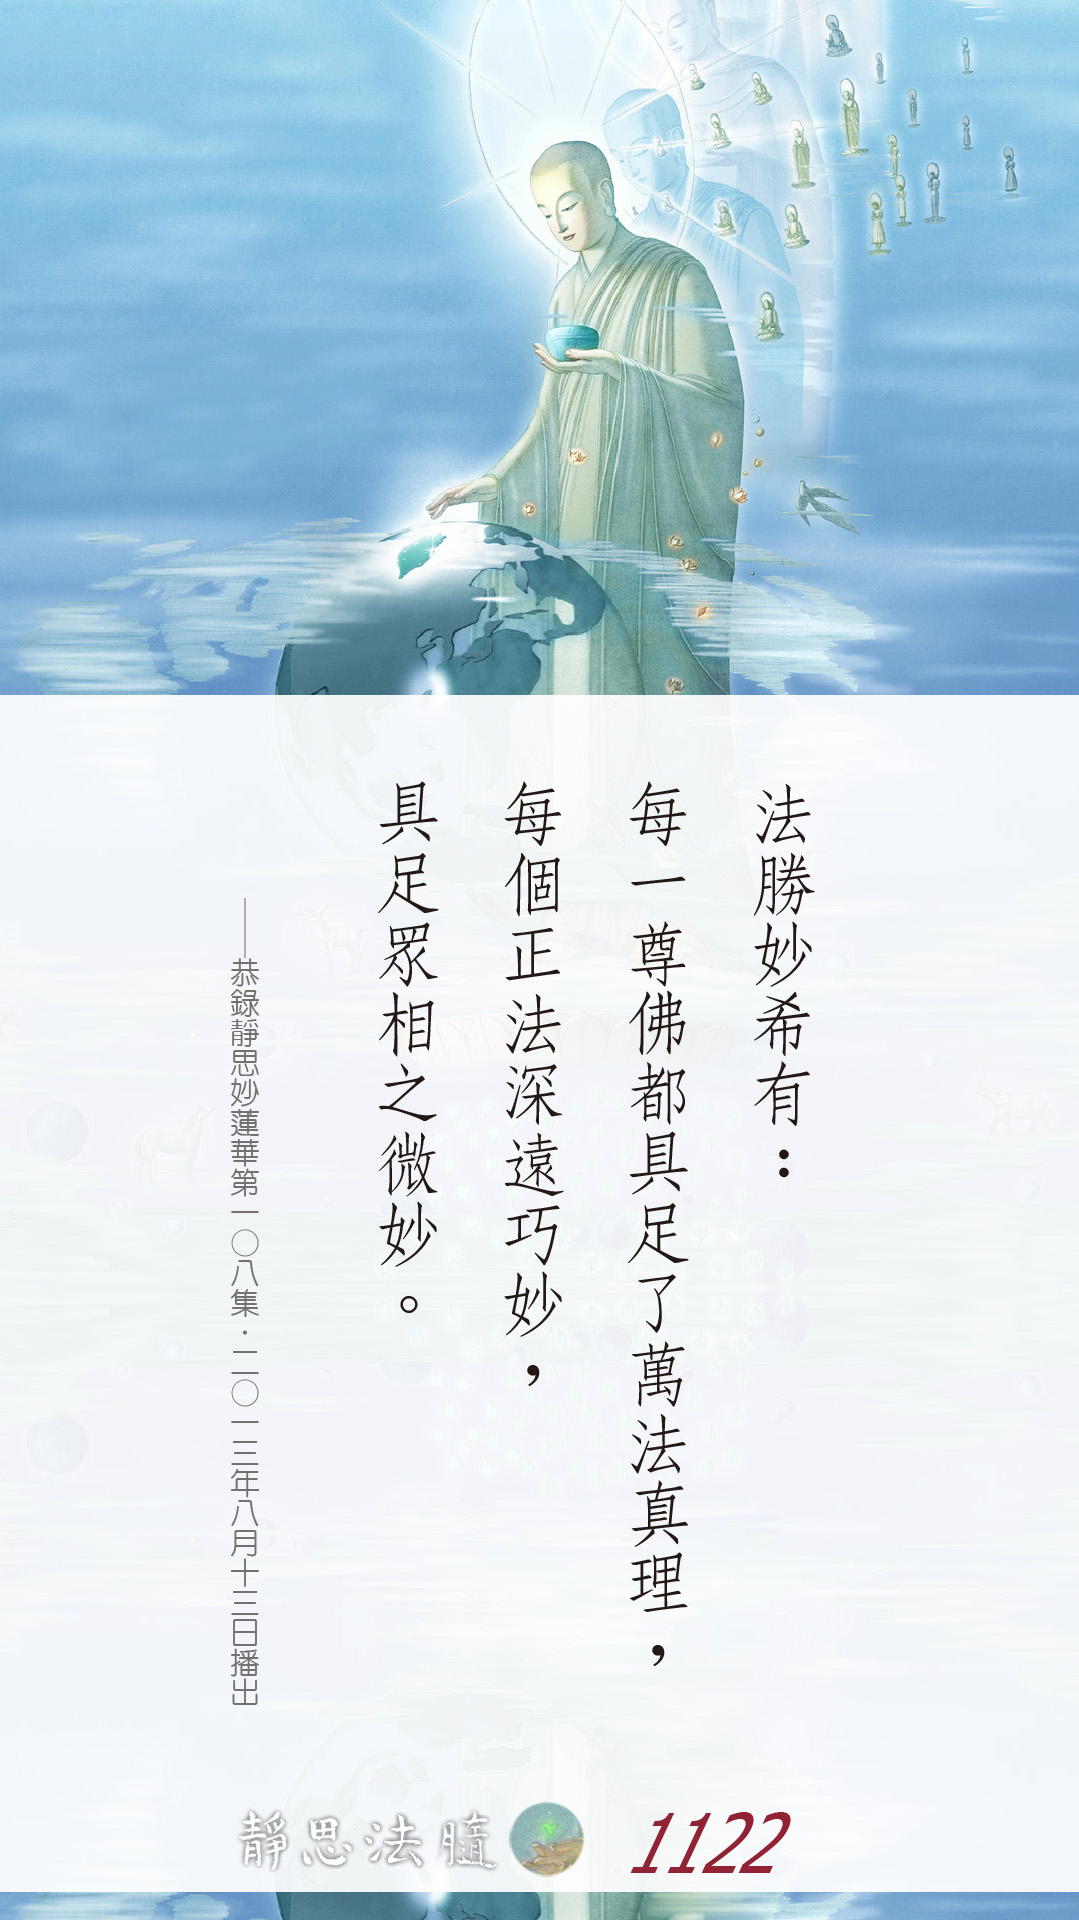 法勝妙希有：
每一尊佛都具足了萬法真理，
每個正法深遠巧妙，
具足眾相之微妙。
——恭錄靜思妙蓮華第一〇八集・二〇一三年八月十三日播出
靜思法髓
1122